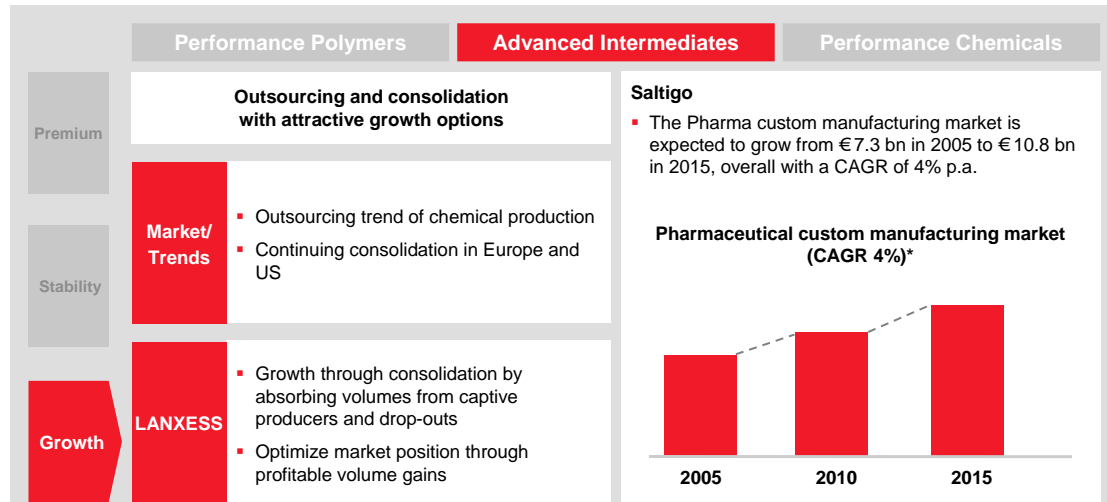 Performance Polymers
Advanced Intermediates
Performance Chemicals
Premium
Stability
Growth
Outsourcing and consolidation
with attractive growth options
Market/
Trends
▪ Outsourcing trend of chemical production
▪ Continuing consolidation in Europe and
US
LANXESS
▪ Growth through consolidation by
absorbing volumes from captive
producers and drop-outs
▪ Optimize market position through
profitable volume gains
Saltigo
▪ The Pharma custom manufacturing market is
expected to grow from €7.3 bn in 2005 to €10.8 bn
in 2015, overall with a CAGR of 4% p.a.
Pharmaceutical custom manufacturing market
(CAGR 4%)*
2005
2010
2015